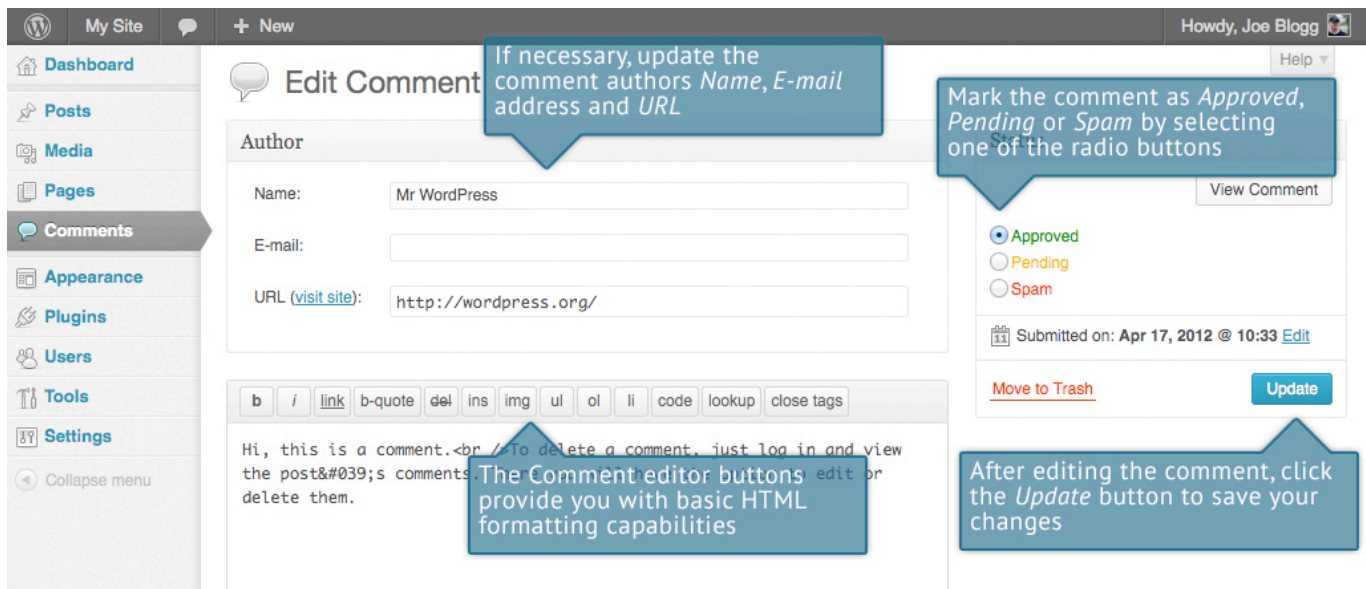 My Site
+ New
Howdy, Joe Blogg
Dashboard
Posts
Media
Pages
Comments
Appearance
Plugins
Users
Tools
Settings
Collapse menu
Help
Edit Comment
If necessary, update the
comment authors Name, E-mail
address and URL
Author
Name:
Mr WordPress
E-mail:
URL (visit site):
http://wordpress.org/
Mark the comment as Approved,
Pending or Spam by selecting
one of the radio buttons
Status
View Comment
Approved
Pending
Spam
11
Submitted on: Apr 17, 2012 @ 10:33 Edit
Move to Trash
Update
b i link b-quote del ins img ul ol li code lookup close tags
Hi, this is a comment.<br />To delete a comment, just log in and view
the post&#039;s comments. edit or
delete them.
The Comment editor buttons
provide you with basic HTML
formatting capabilities
After editing the comment, click
the Update button to save your
changes